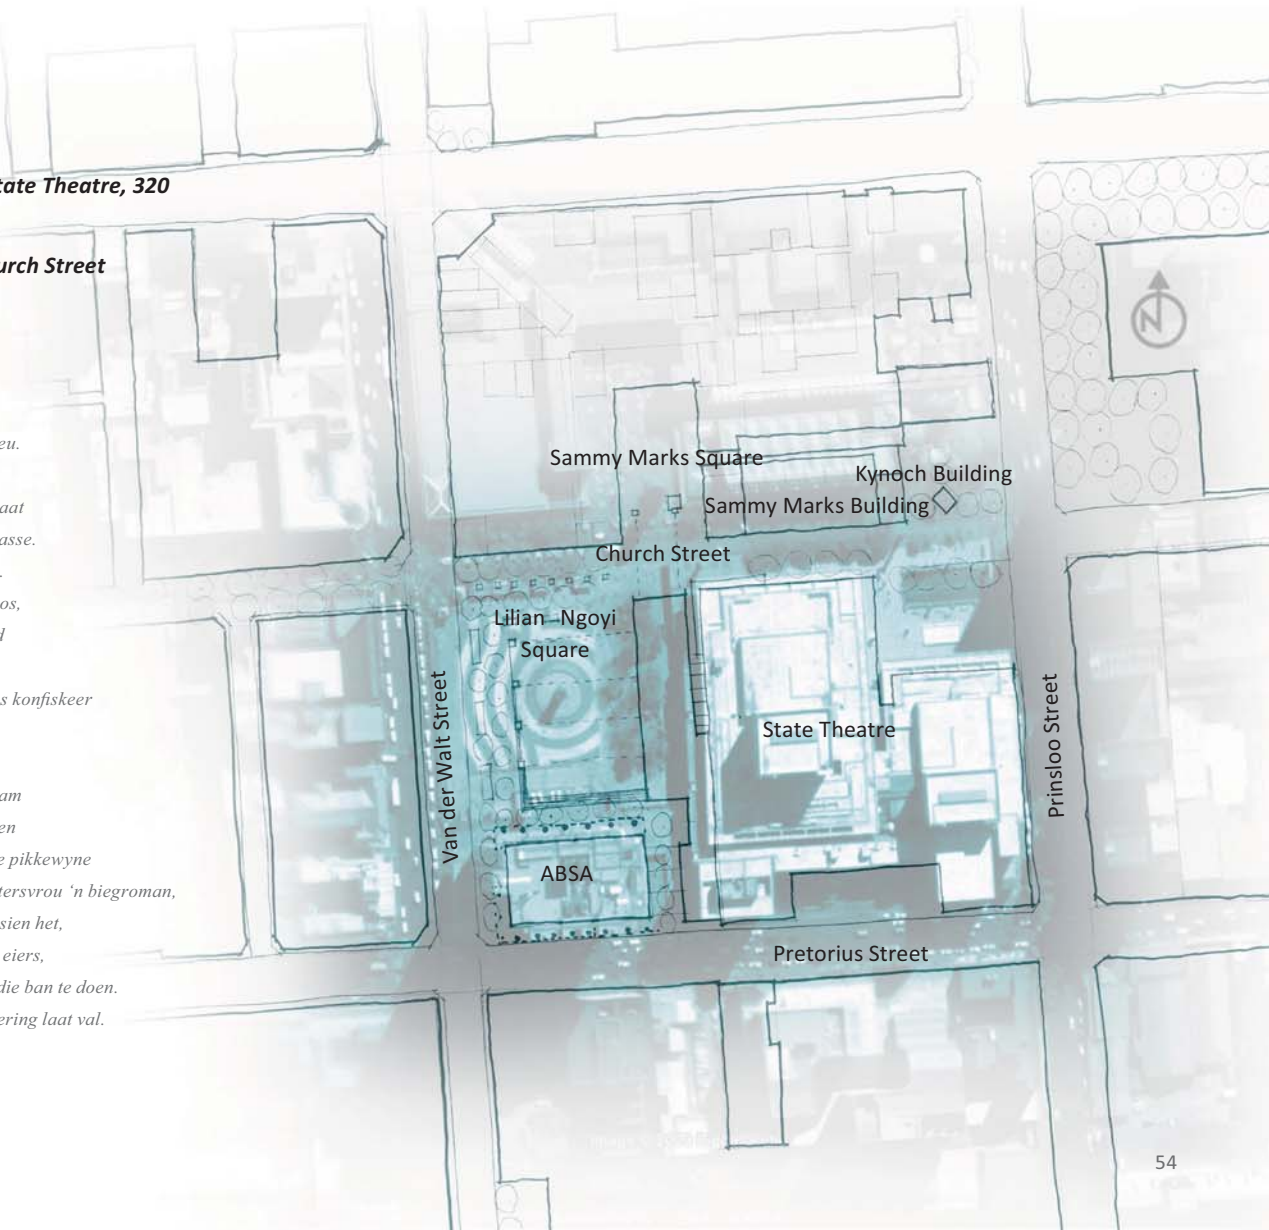 tate Theatre, 320
urch Street
eu.
aat
asse.
os,
d
s konfiskeer
am
en
e pikkewyne
tersvrou ‘n biegroman,
sien het,
eiers,
die ban te doen.
ering laat val.
Sammy Marks Square
Kynoch Building
Sammy Marks Building
Church Street
Lilian Ngoyi
Square
Van der Walt Street
State Theatre
Prinsloo Street
ABSA
Pretorius Street
N
54